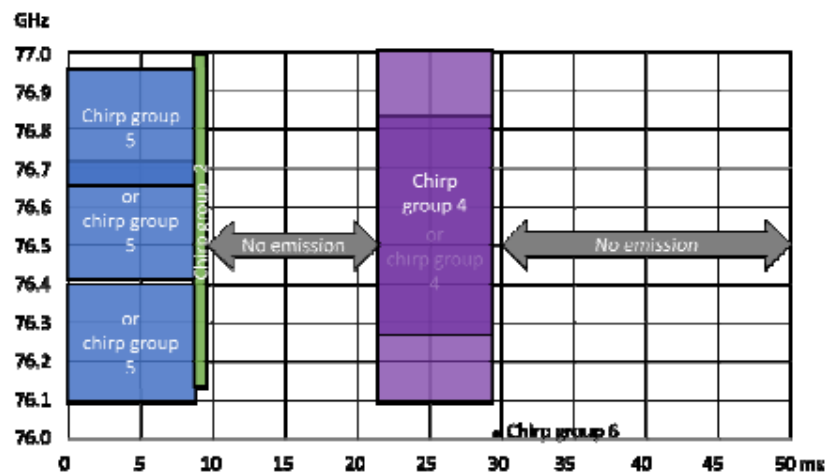 GHz
77.0
76.9
76.8
76.7
76.6
76.5
76.4
76.3
76.2
76.1
76.0
Chirp group
5
or
chirp group
5
or
chirp group
5
Chirp group 2
No emission
Chirp
group 4
or
chirp group
4
No emission
Chirp group 6
0 5 10 15 20 25 30 35 40 45 50 ms